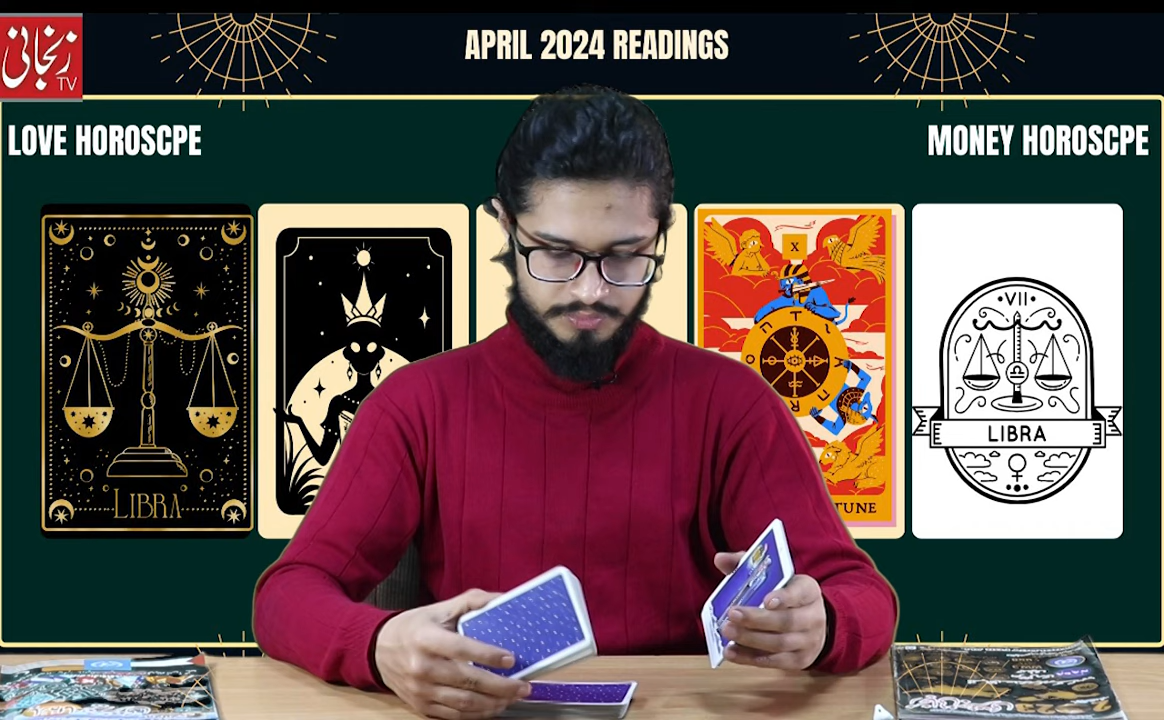 APRIL 2024 READINGS
زنجانی
TV
LOVE HOROSCPE
MONEY HOROSCPE
X
TUNE
LIBRA
VII
LIBRA